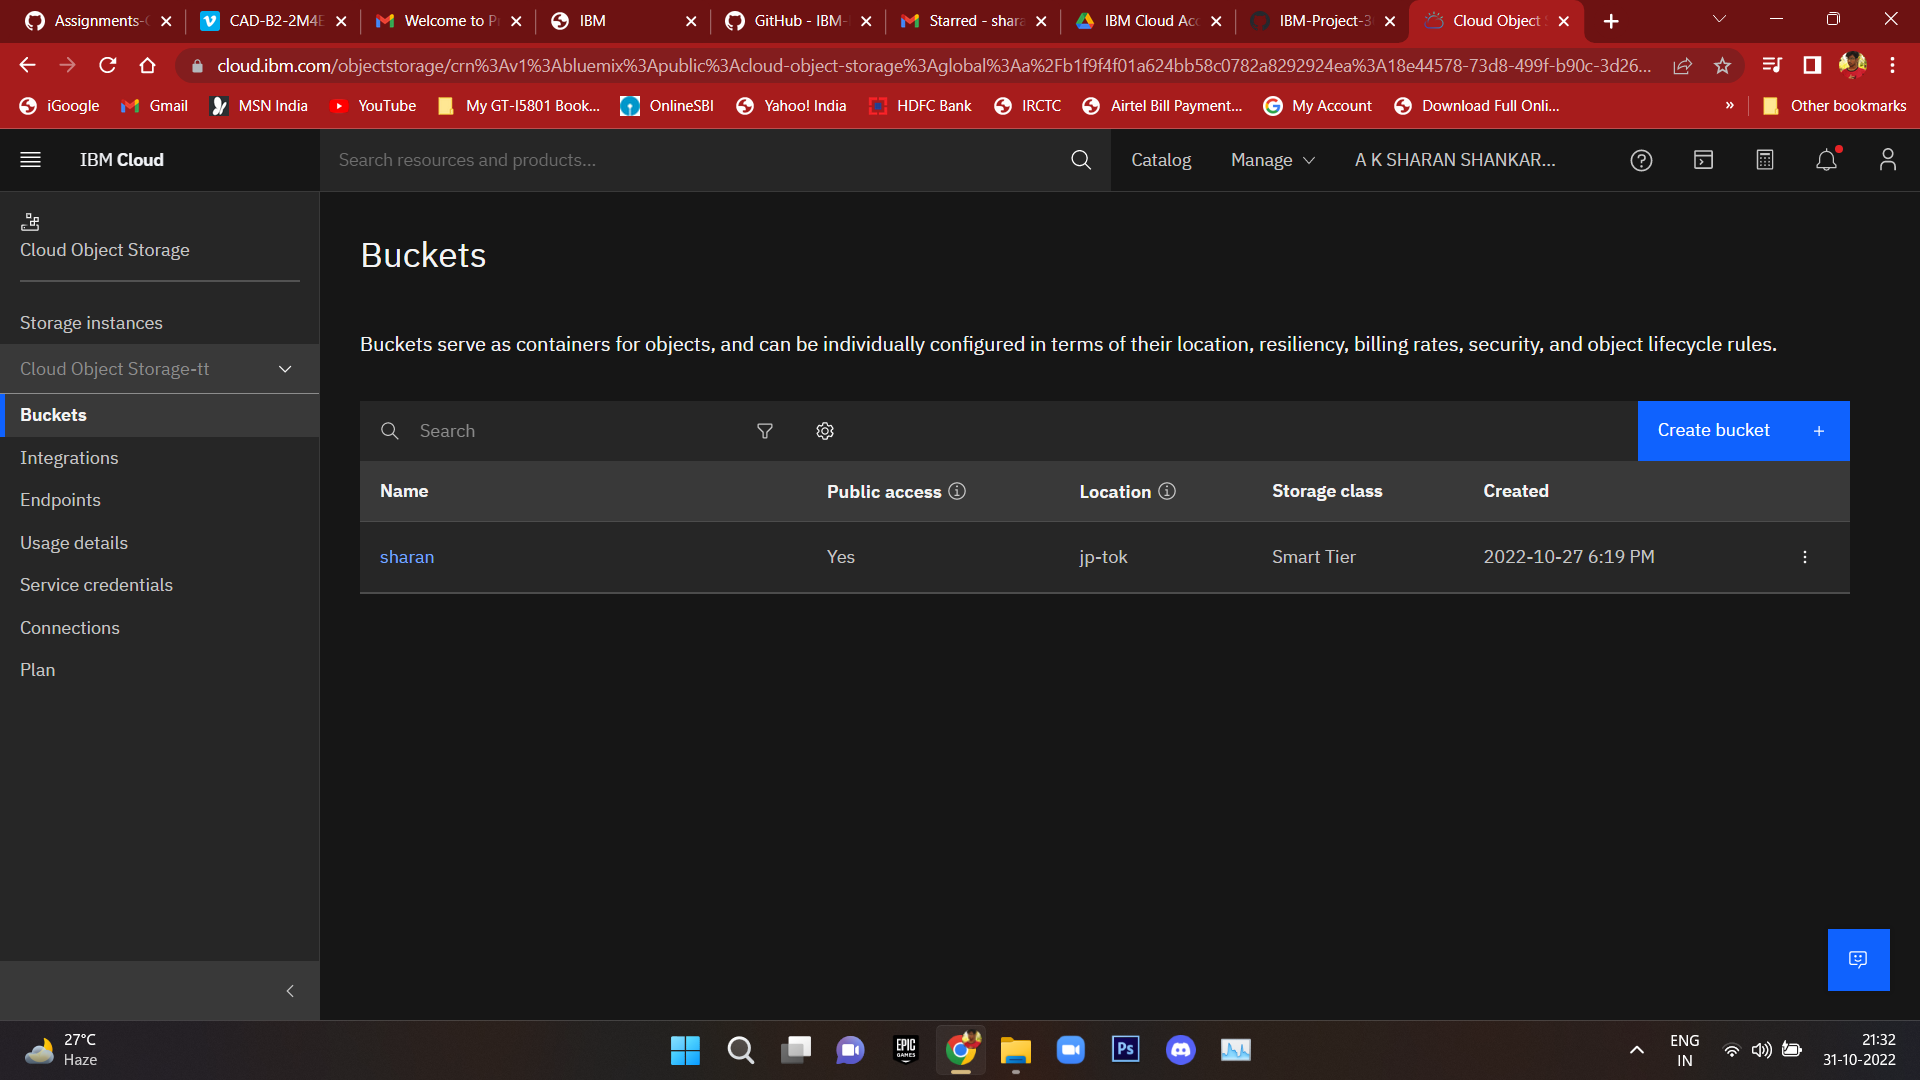 Assignments-
CAD-B2-2M4E
Welcome to P
IBM
GitHub - IBM-
Starred - shara
IBM Cloud Acc
IBM-Project-3
Cloud Object
cloud.ibm.com/objectstorage/crn%3Av1%3Abluemix%3Apublic%3Acloud-object-storage%3Aglobal%3Aa%2Fb1f9f4f01a624bb58c0782a8292924ea%3A18e44578-73d8-499f-b90c-3d26...
iGoogle
Gmail
MSN India
YouTube
My GT-I5801 Book...
OnlineSBI
Yahoo! India
HDFC Bank
IRCTC
Airtel Bill Payment...
My Account
Download Full Onli...
»
Other bookmarks
IBM Cloud
Search resources and products...
Catalog
Manage
A K SHARAN SHANKAR...
Cloud Object Storage
Storage instances
Cloud Object Storage-tt
Buckets
Integrations
Endpoints
Usage details
Service credentials
Connections
Plan
Buckets
Buckets serve as containers for objects, and can be individually configured in terms of their location, resiliency, billing rates, security, and object lifecycle rules.
Search
Create bucket +
Name Public access Location Storage class Created
sharan Yes jp-tok Smart Tier 2022-10-27 6:19 PM
27°C
Haze
EPIC
GAMES
Ps
ENG
IN
21:32
31-10-2022